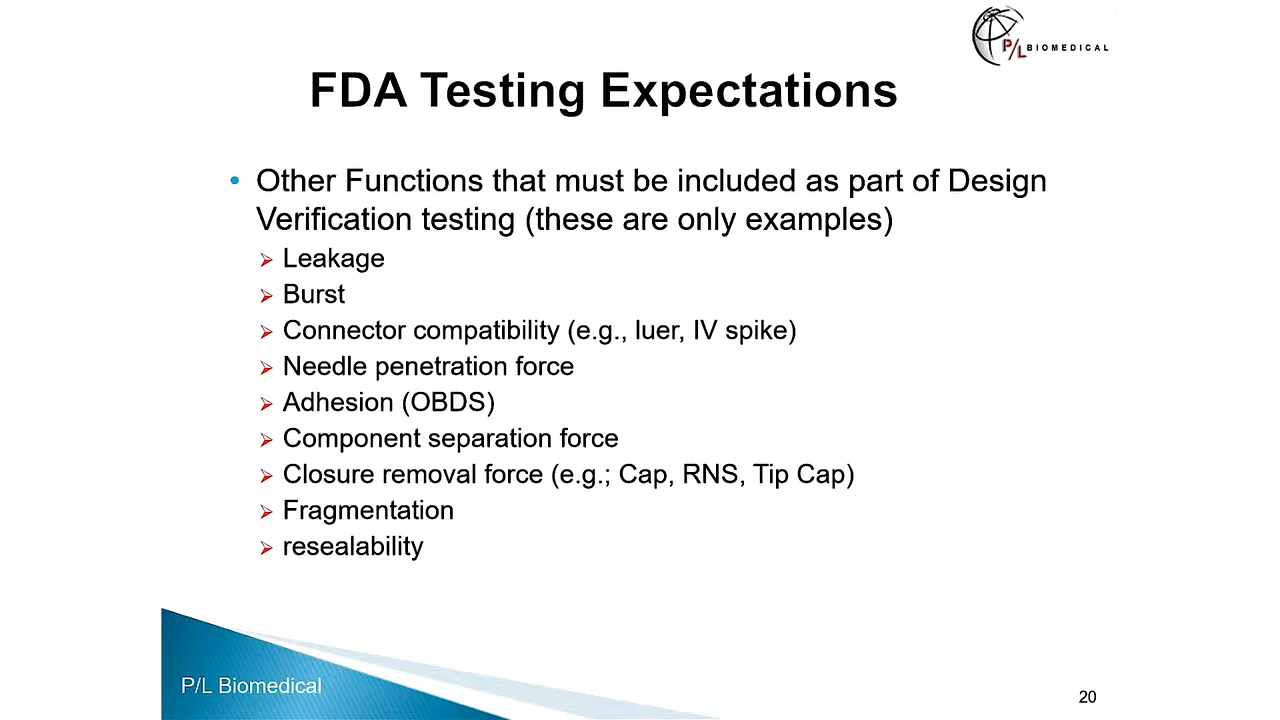 P/L BIOMEDICAL
FDA Testing Expectations
• Other Functions that must be included as part of Design
Verification testing (these are only examples)
➢ Leakage
➢ Burst
➢ Connector compatibility (e.g., luer, IV spike)
➢ Needle penetration force
➢ Adhesion (OBDS)
➢ Component separation force
➢ Closure removal force (e.g.; Cap, RNS, Tip Cap)
➢ Fragmentation
➢ resealability
P/L Biomedical
20